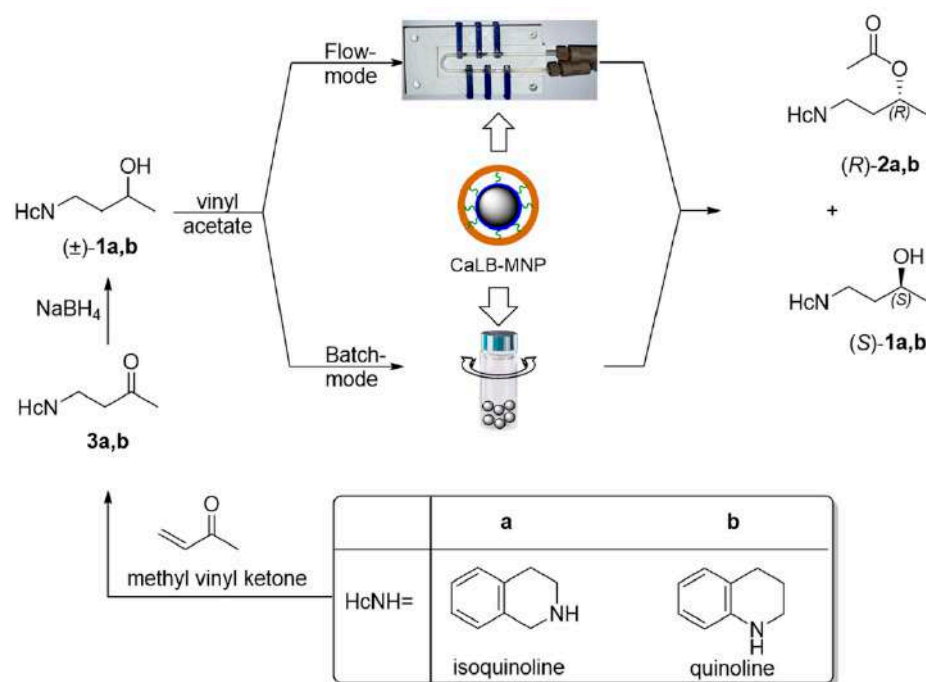 Flow-
mode
O
O
HcN
(R)
(R)-2a,b
OH
HcN
(±)-1a,b
vinyl
acetate
CaLB-MNP
+
OH
HcN
(S)
(S)-1a,b
NaBH4
Batch-
mode
O
HcN
3a,b
O
methyl vinyl ketone
a
b
HcNH=
NH
isoquinoline
N
H
quinoline